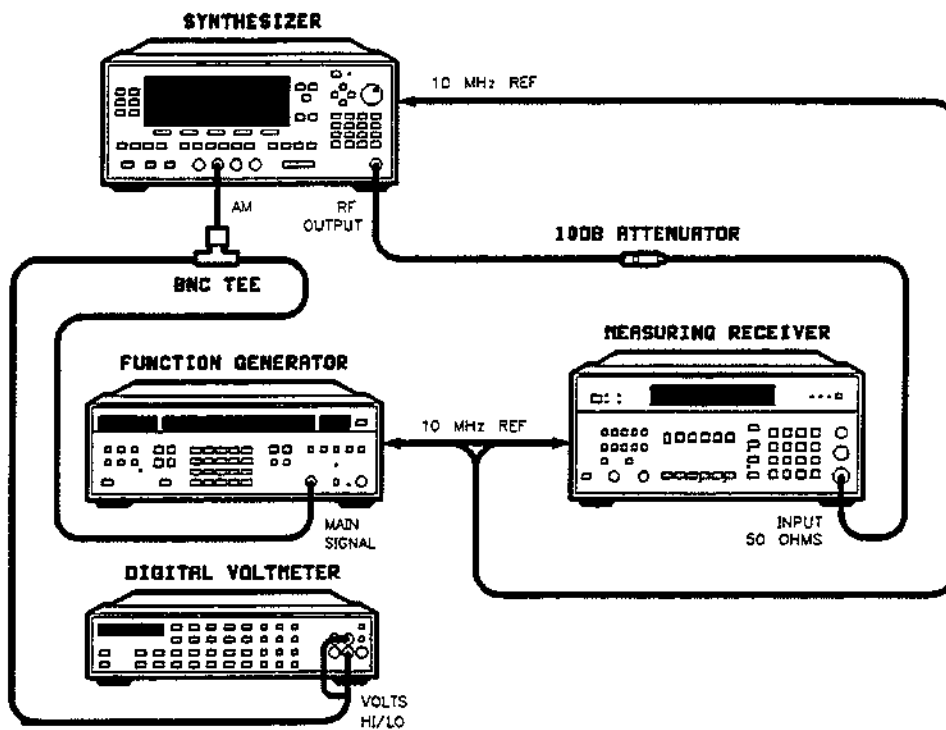 SYNTHESIZER
10 MHz REF
AM
RF
OUTPUT
10DB ATTENUATOR
BNC TEE
MEASURING RECEIVER
FUNCTION GENERATOR
10 MHz REF
MAIN
SIGNAL
INPUT
50 OHMS
DIGITAL VOLTMETER
VOLTS
HI/LO